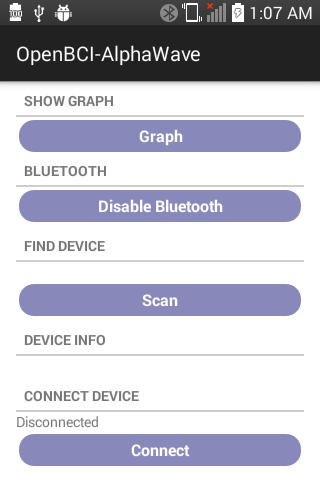 1:07 AM
OpenBCI-AlphaWave
SHOW GRAPH
Graph
BLUETOOTH
Disable Bluetooth
FIND DEVICE
Scan
DEVICE INFO
CONNECT DEVICE
Disconnected
Connect